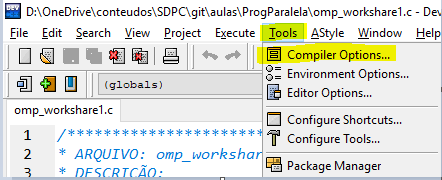 DEV D:\OneDrive\conteudos\SDPC\git\aulas\ProgParalela\omp_workshare1.c - Dev
File Edit Search View Project Execute Tools AStyle Window Help
Compiler Options...
(globals)
Environment Options...
Editor Options...
omp_workshare1.c
Configure Shortcuts...
1 /***********************
Configure Tools...
2 * ARQUIVO: omp_workshar
3 * DESCRIÇÃO:
Package Manager